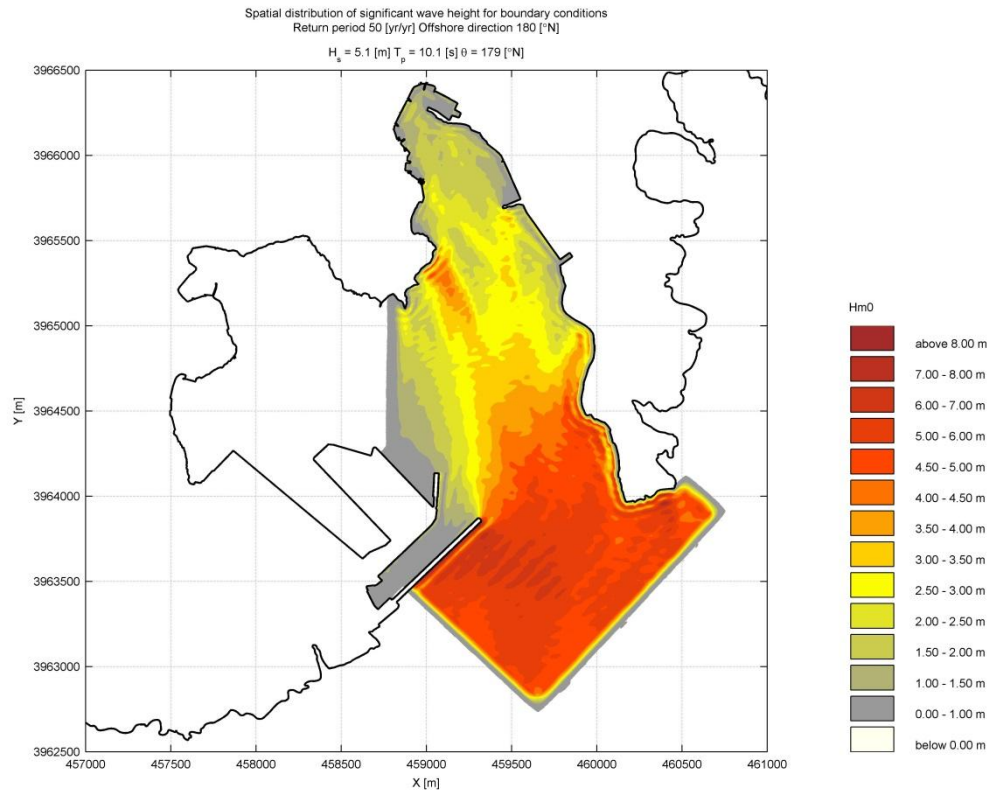 Spatial distribution of significant wave height for boundary conditions
Return period 50 [yr/yr] Offshore direction 180 [°N]
H_s = 5.1 [m] T_p = 10.1 [s] θ = 179 [°N]
3966500
3966000
3965500
3965000
3964500
3964000
3963500
3963000
3962500
Y [m]
457000 457500 458000 458500 459000 459500 460000 460500 461000
X [m]
Hm0
above 8.00 m
7.00 - 8.00 m
6.00 - 7.00 m
5.00 - 6.00 m
4.50 - 5.00 m
4.00 - 4.50 m
3.50 - 4.00 m
3.00 - 3.50 m
2.50 - 3.00 m
2.00 - 2.50 m
1.50 - 2.00 m
1.00 - 1.50 m
0.00 - 1.00 m
below 0.00 m